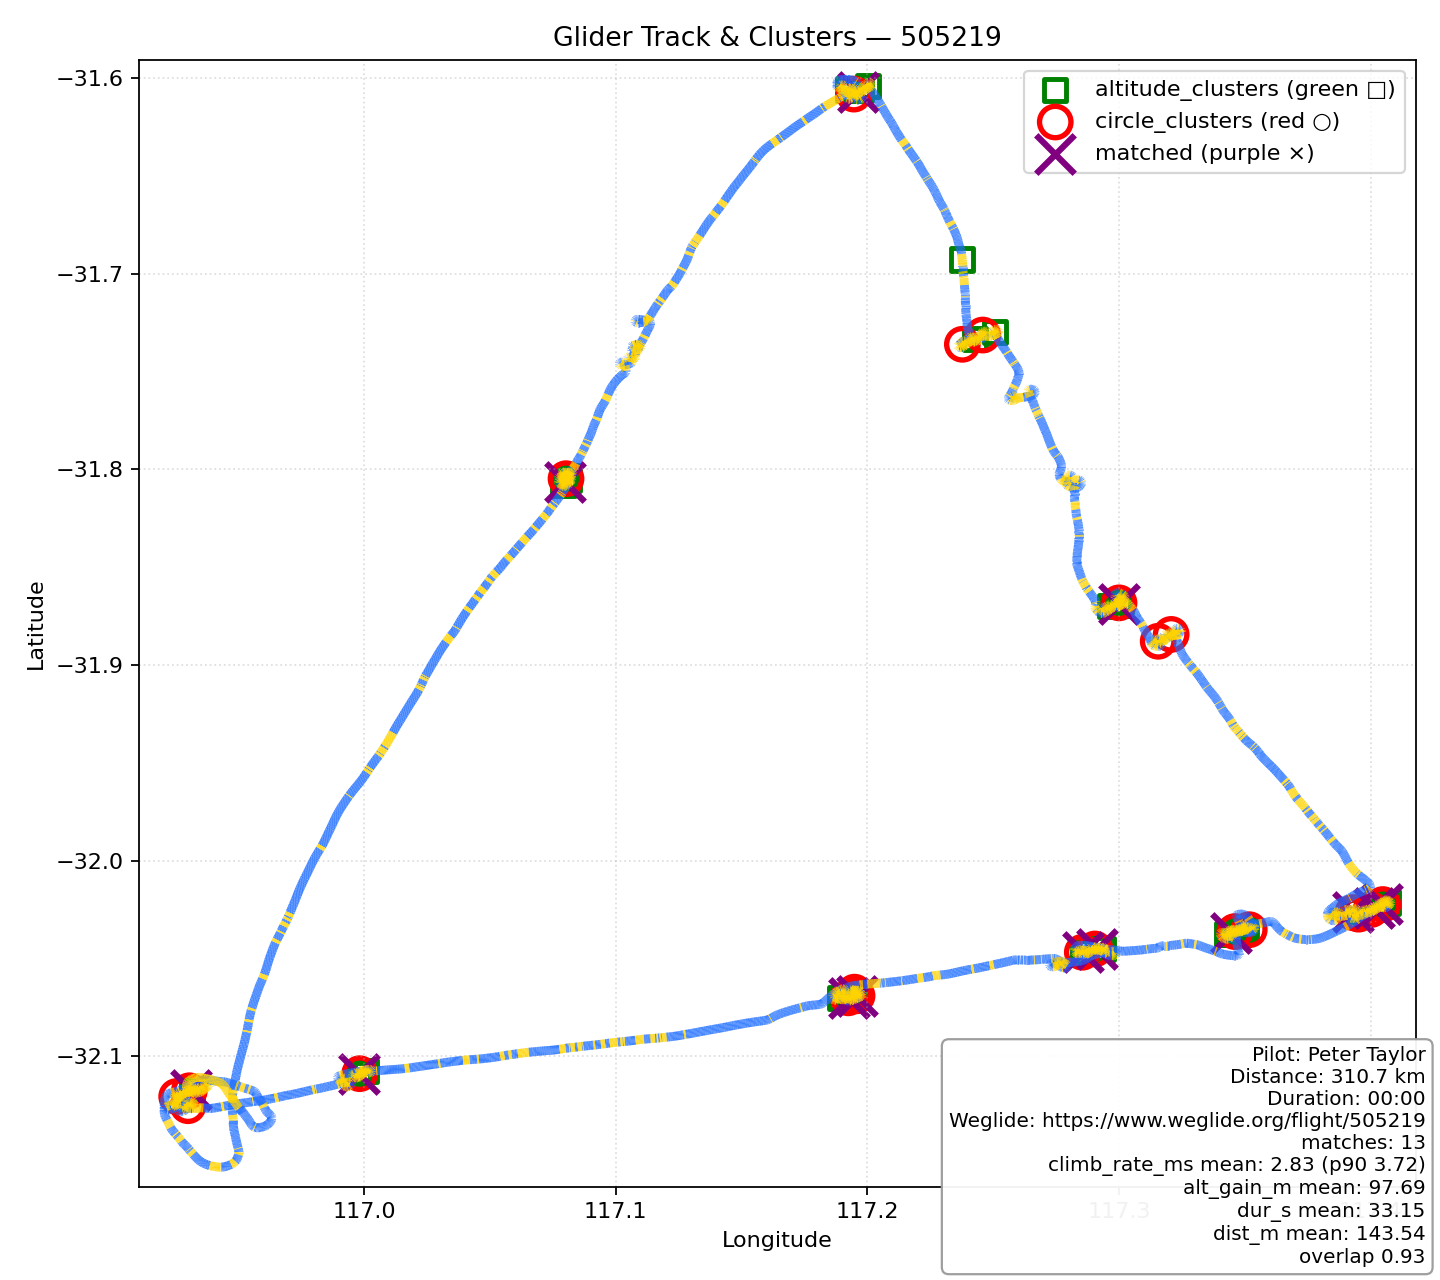 Glider Track & Clusters — 505219
altitude_clusters (green □)
circle_clusters (red ○)
matched (purple ×)
Latitude
−31.6
−31.7
−31.8
−31.9
−32.0
−32.1
117.0
117.1
117.2
117.3
Longitude
Pilot: Peter Taylor
Distance: 310.7 km
Duration: 00:00
Weglide: https://www.weglide.org/flight/505219
matches: 13
climb_rate_ms mean: 2.83 (p90 3.72)
alt_gain_m mean: 97.69
dur_s mean: 33.15
dist_m mean: 143.54
overlap 0.93